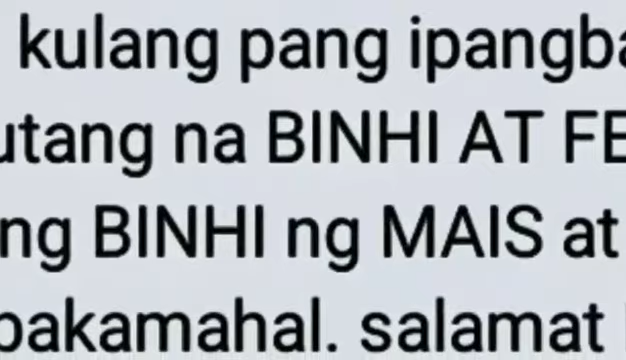 kulang pang ipangba
utang na BINHI AT FE
ng BINHI ng MAIS at
pakamahal. salamat